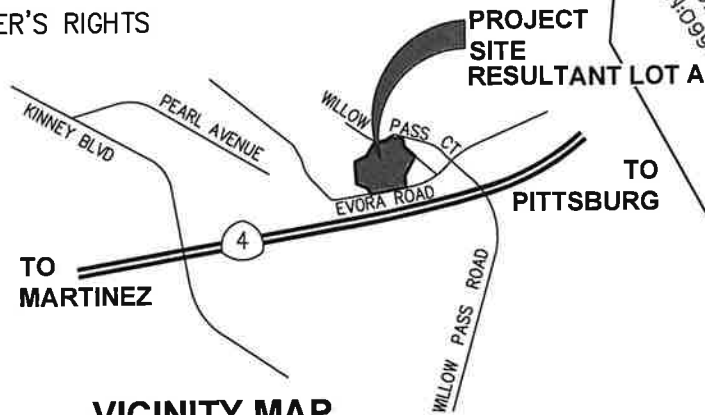 ER'S RIGHTS
PROJECT
SITE
RESULTANT LOT A
WILLOW PASS CT
PEARL AVENUE
KINNEY BLVD
EVORA ROAD
TO
PITTSBURG
4
TO
MARTINEZ
WILLOW PASS ROAD
VICINITY MAP